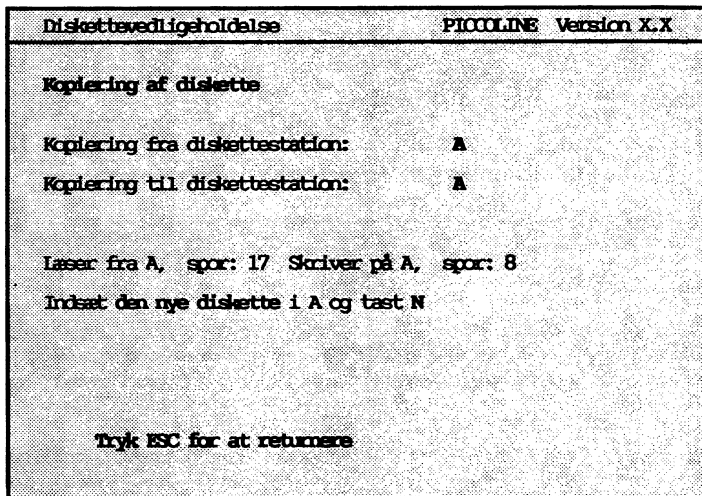 Diskettevedligeholdelse PICCOLINE Version X.X
Kopiering af diskette
Kopiering fra diskettestation: A
Kopiering til diskettestation: A
Læser fra A, spor: 17 Skriver på A, spor: 8
Indsæt den nye diskette i A og tast N
Tryk ESC for at returnere